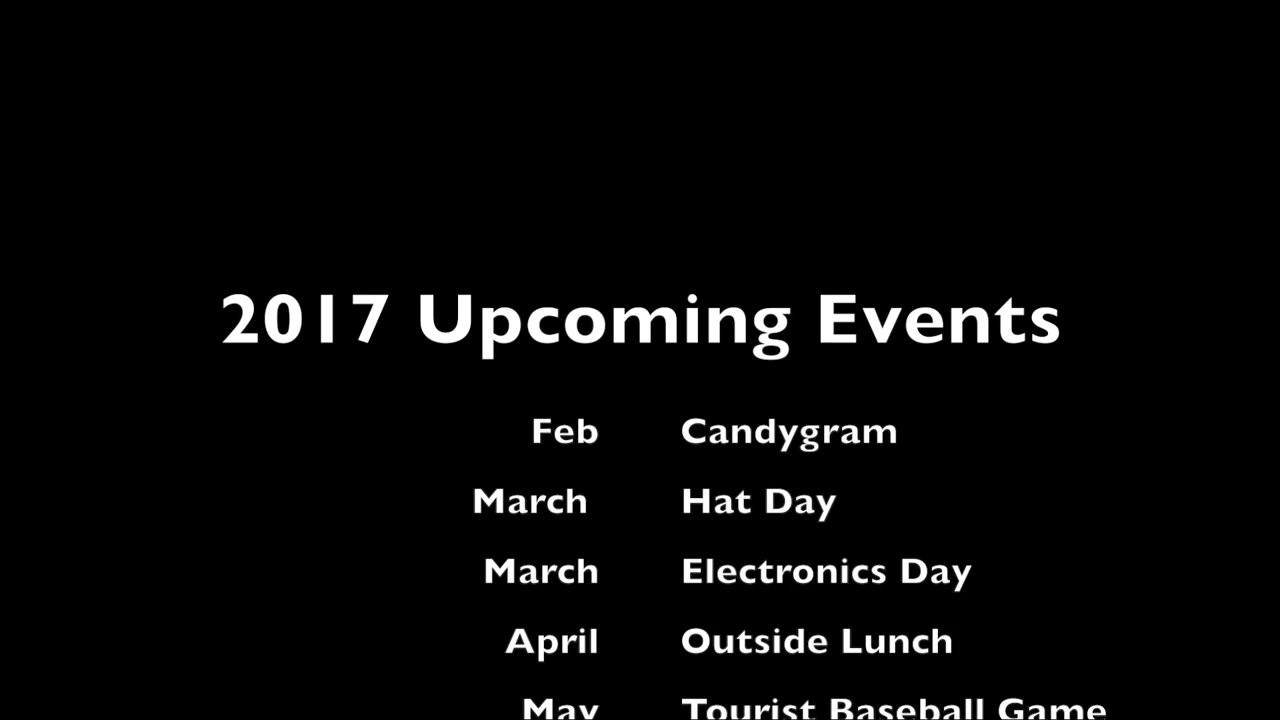 2017 Upcoming Events
Feb Candygram
March Hat Day
March Electronics Day
April Outside Lunch
May Tourist Baseball Game